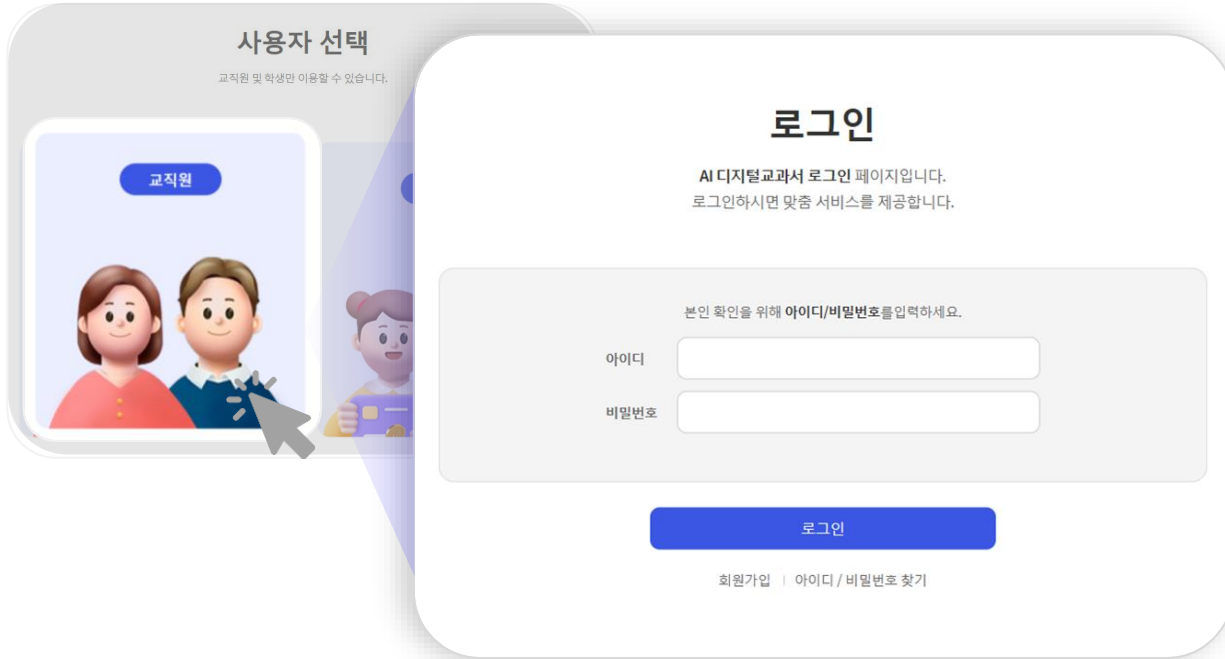 사용자 선택
교직원 및 학생만 이용할 수 있습니다.
교직원
로그인
AI 디지털교과서 로그인 페이지입니다.
로그인하시면 맞춤 서비스를 제공합니다.
본인 확인을 위해 아이디/비밀번호를입력하세요.
아이디
비밀번호
로그인
회원가입 | 아이디 / 비밀번호 찾기